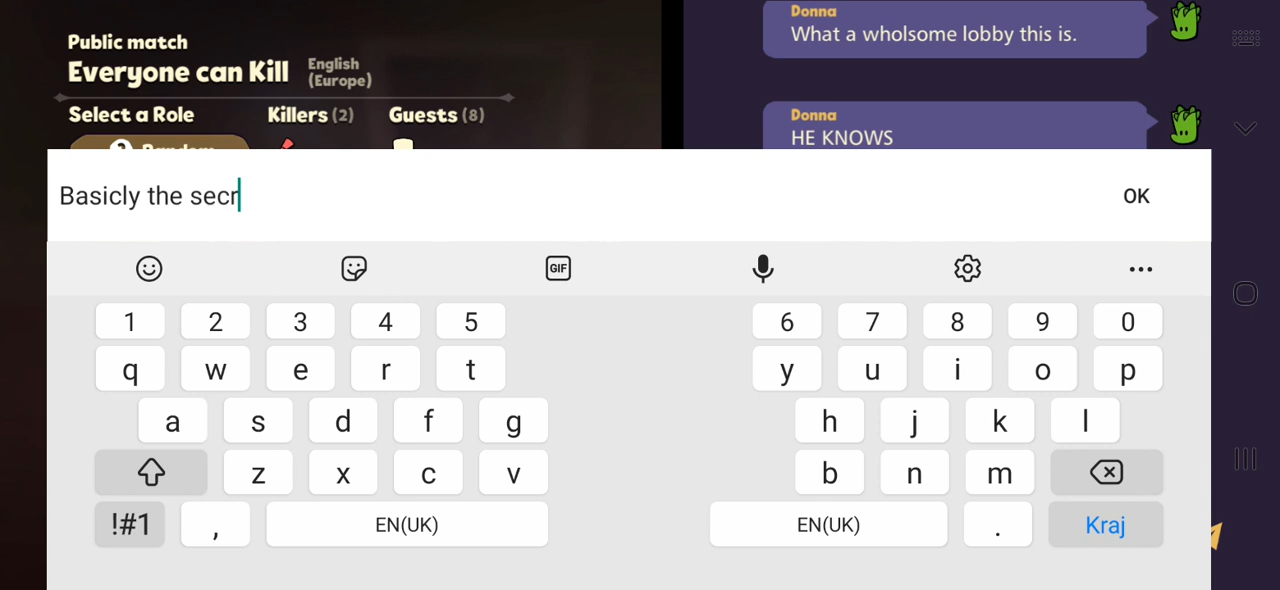 Public match
Everyone can Kill
English
(Europe)
Select a Role
Killers (2)
Guests (8)
Random
Donna
What a wholsome lobby this is.
Donna
HE KNOWS
Basicly the secr
OK
GIF
1 2 3 4 5 6 7 8 9 0
q w e r t y u i o p
a s d f g h j k l
z x c v b n m
!#1 , EN(UK) EN(UK) . Kraj